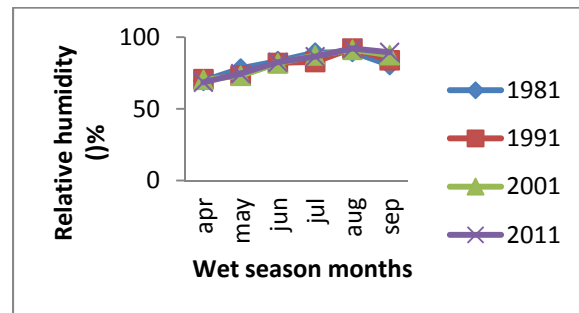 Relative humidity
()%
100
50
0
apr
may
jun
jul
aug
sep
Wet season months
1981
1991
2001
2011